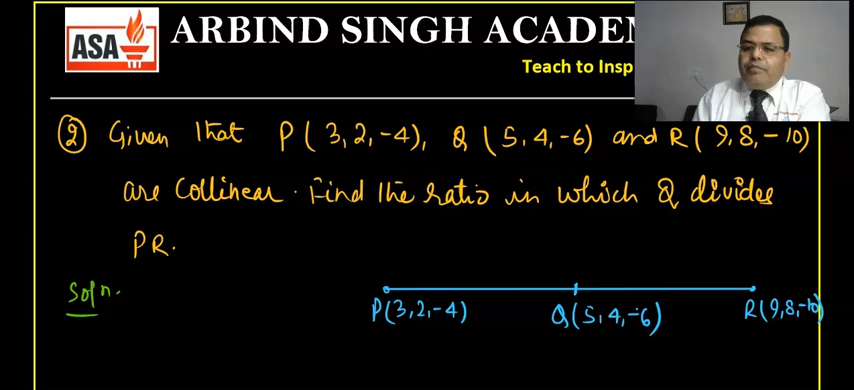 ASA
ARBIND SINGH ACADEM
Teach to Insp
② Given that P(3,2,-4), Q(5,4,-6) and R(9,8,-10)
are collinear. Find the ratio in which Q divides
PR.
Soln.
P(3,2,-4) Q(5,4,-6) R(9,8,-10)